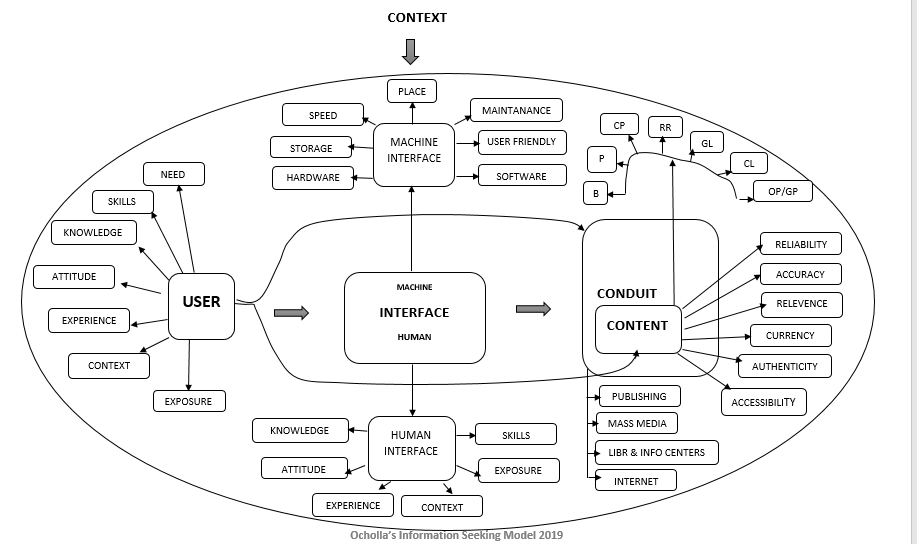 CONTEXT
PLACE
SPEED
MAINTANANCE
STORAGE
MACHINE
INTERFACE
USER FRIENDLY
HARDWARE
SOFTWARE
CP
RR
GL
P
CL
B
OP/GP
NEED
SKILLS
KNOWLEDGE
ATTITUDE
EXPERIENCE
CONTEXT
EXPOSURE
USER
MACHINE
INTERFACE
HUMAN
CONDUIT
CONTENT
RELIABILITY
ACCURACY
RELEVENCE
CURRENCY
AUTHENTICITY
ACCESSIBILITY
PUBLISHING
MASS MEDIA
LIBR & INFO CENTERS
INTERNET
KNOWLEDGE
HUMAN
INTERFACE
SKILLS
ATTITUDE
EXPOSURE
EXPERIENCE
CONTEXT
Ocholla's Information Seeking Model 2019